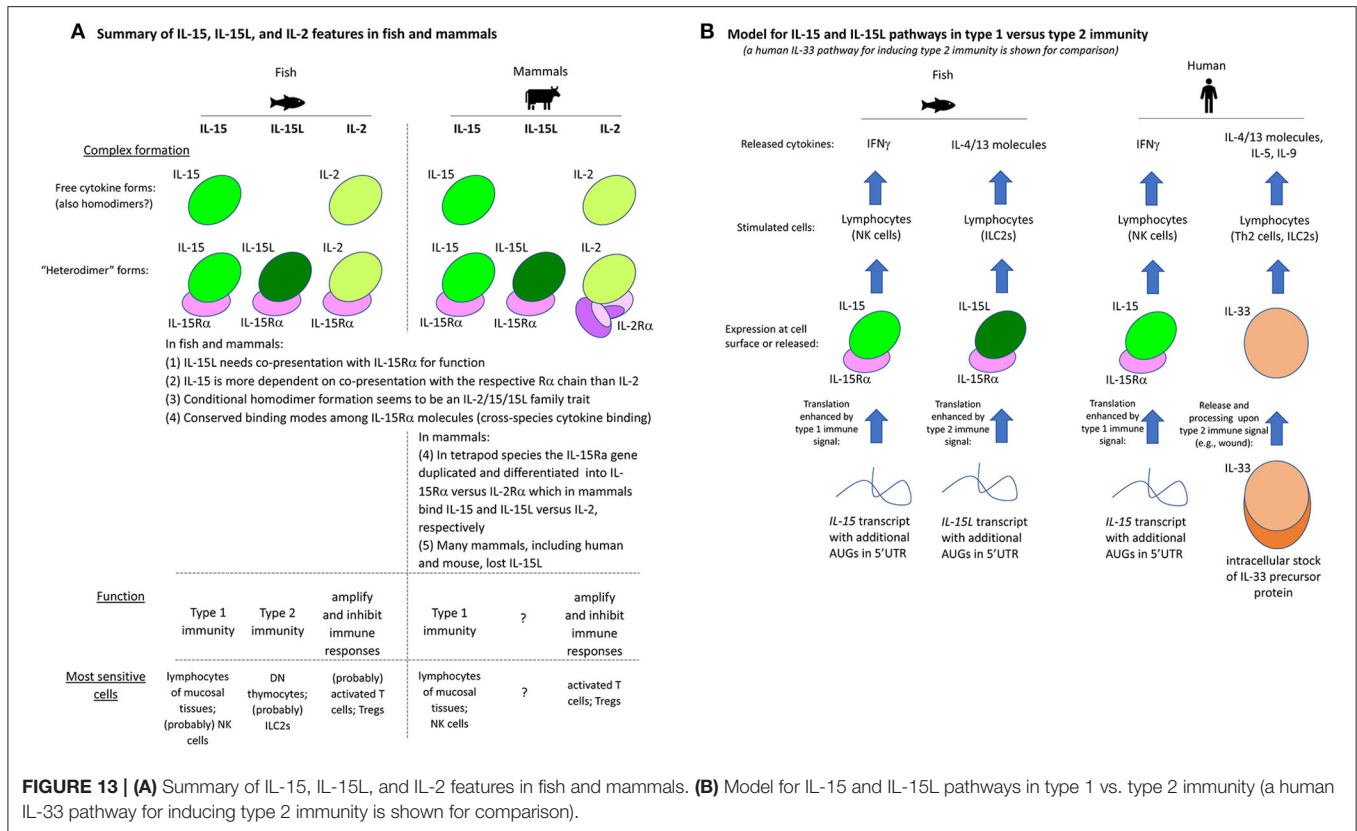 A Summary of IL-15, IL-15L, and IL-2 features in fish and mammals
Fish
Mammals
IL-15 IL-15L IL-2
IL-15 IL-15L IL-2
Complex formation
Free cytokine forms:
(also homodimers?)
IL-15 IL-2 IL-15 IL-2
"Heterodimer" forms:
IL-15 IL-15L IL-2 IL-15 IL-15L IL-2
IL-15Rα IL-15Rα IL-15Rα IL-15Rα IL-15Rα IL-2Rα
In fish and mammals:
(1) IL-15L needs co-presentation with IL-15Rα for function
(2) IL-15 is more dependent on co-presentation with the respective Rα chain than IL-2
(3) Conditional homodimer formation seems to be an IL-2/15/15L family trait
(4) Conserved binding modes among IL-15Rα molecules (cross-species cytokine binding)
In mammals:
(4) In tetrapod species the IL-15Ra gene
duplicated and differentiated into IL-
15Rα versus IL-2Rα which in mammals
bind IL-15 and IL-15L versus IL-2,
respectively
(5) Many mammals, including human
and mouse, lost IL-15L
Function
Type 1
immunity
Type 2
immunity
amplify
and inhibit
immune
responses
Type 1
immunity
?
amplify
and inhibit
immune
responses
Most sensitive
cells
lymphocytes
of mucosal
tissues;
(probably) NK
cells
DN
thymocytes;
(probably)
ILC2s
(probably)
activated T
cells; Tregs
lymphocytes
of mucosal
tissues;
NK cells
?
activated T
cells; Tregs
B Model for IL-15 and IL-15L pathways in type 1 versus type 2 immunity
(a human IL-33 pathway for inducing type 2 immunity is shown for comparison)
Fish
Human
Released cytokines:
IFNγ
IL-4/13 molecules
IFNγ
IL-4/13 molecules,
IL-5, IL-9
Stimulated cells:
Lymphocytes
(NK cells)
Lymphocytes
(ILC2s)
Lymphocytes
(NK cells)
Lymphocytes
(Th2 cells, ILC2s)
Expression at cell
surface or released:
IL-15
IL-15Rα
IL-15L
IL-15Rα
IL-15
IL-15Rα
IL-33
Translation
enhanced by
type 1 immune
signal:
Translation
enhanced by
type 2 immune
signal:
Translation
enhanced by
type 1 immune
signal:
Release and
processing upon
type 2 immune signal
(e.g., wound):
IL-15 transcript
with additional
AUGs in 5'UTR
IL-15L transcript
with additional
AUGs in 5'UTR
IL-15 transcript
with additional
AUGs in 5'UTR
IL-33
intracellular stock
of IL-33 precursor
protein
FIGURE 13 | (A) Summary of IL-15, IL-15L, and IL-2 features in fish and mammals. (B) Model for IL-15 and IL-15L pathways in type 1 vs. type 2 immunity (a human
IL-33 pathway for inducing type 2 immunity is shown for comparison).